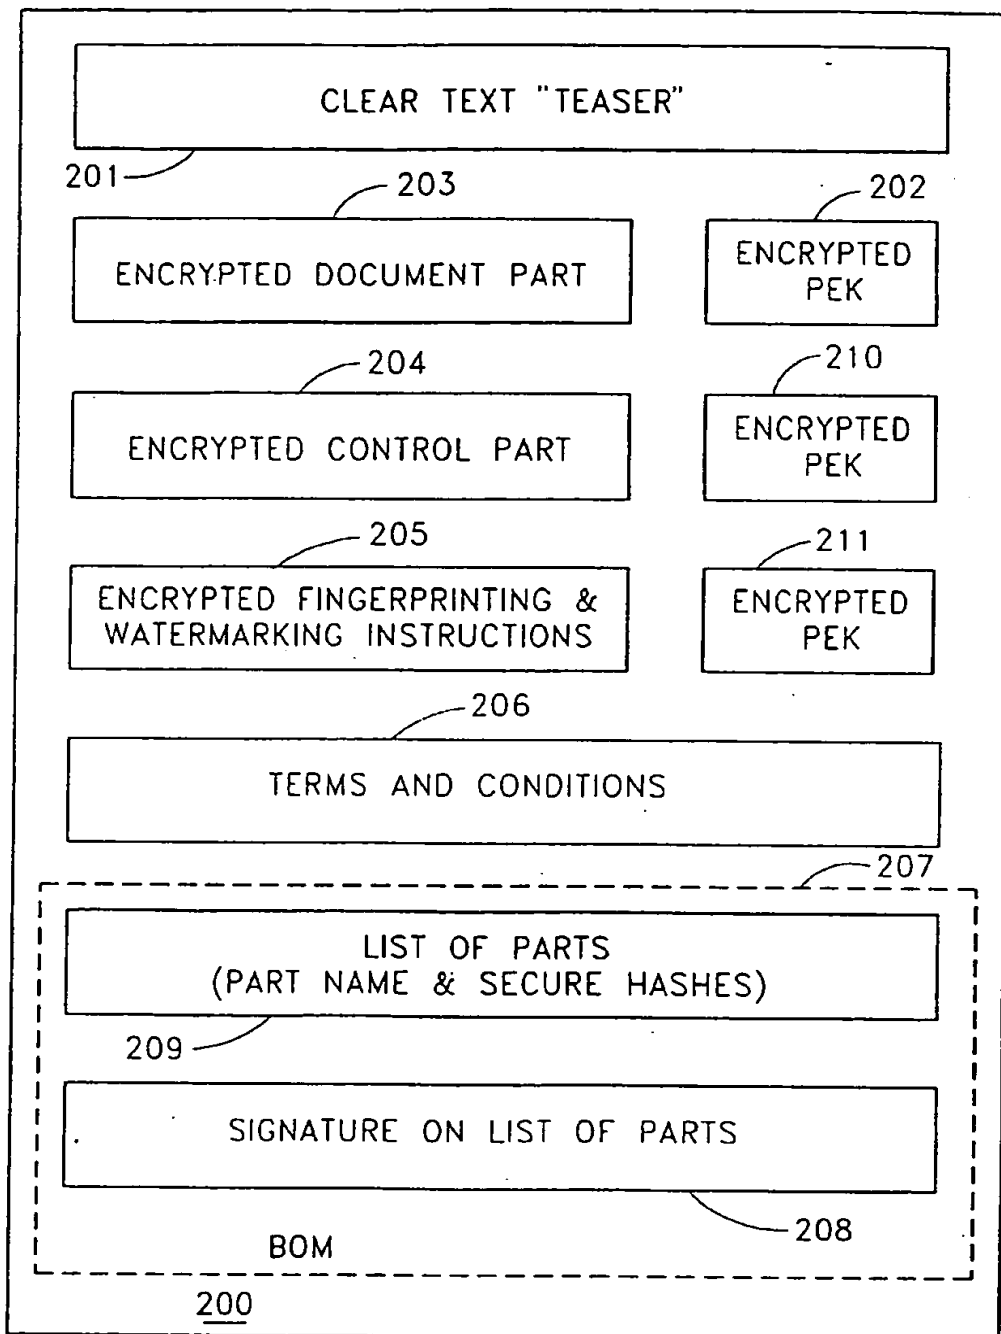 CLEAR TEXT "TEASER"
201
203
202
ENCRYPTED DOCUMENT PART
ENCRYPTED
PEK
204
210
ENCRYPTED CONTROL PART
ENCRYPTED
PEK
205
211
ENCRYPTED FINGERPRINTING &
WATERMARKING INSTRUCTIONS
ENCRYPTED
PEK
206
TERMS AND CONDITIONS
207
LIST OF PARTS
(PART NAME & SECURE HASHES)
209
SIGNATURE ON LIST OF PARTS
208
BOM
200